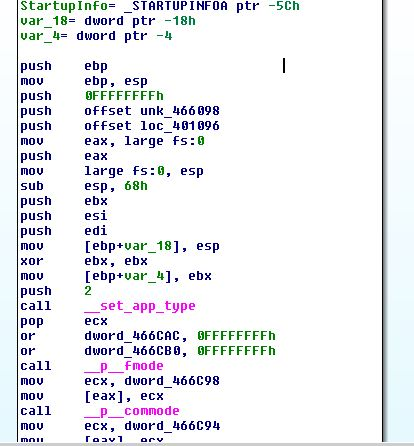 StartupInfo= _STARTUPINFOA ptr -5Ch
var_18= dword ptr -18h
var_4= dword ptr -4
push ebp
mov ebp, esp
push 0FFFFFFFFh
push offset unk_466098
push offset loc_401096
mov eax, large fs:0
push eax
mov large fs:0, esp
sub esp, 68h
push ebx
push esi
push edi
mov [ebp+var_18], esp
xor ebx, ebx
mov [ebp+var_4], ebx
push 2
call __set_app_type
pop ecx
or dword_466CAC, 0FFFFFFFFh
or dword_466CB0, 0FFFFFFFFh
call __p__fmode
mov ecx, dword_466C98
mov [eax], ecx
call __p__commode
mov ecx, dword_466C94
mov [eax], ecx